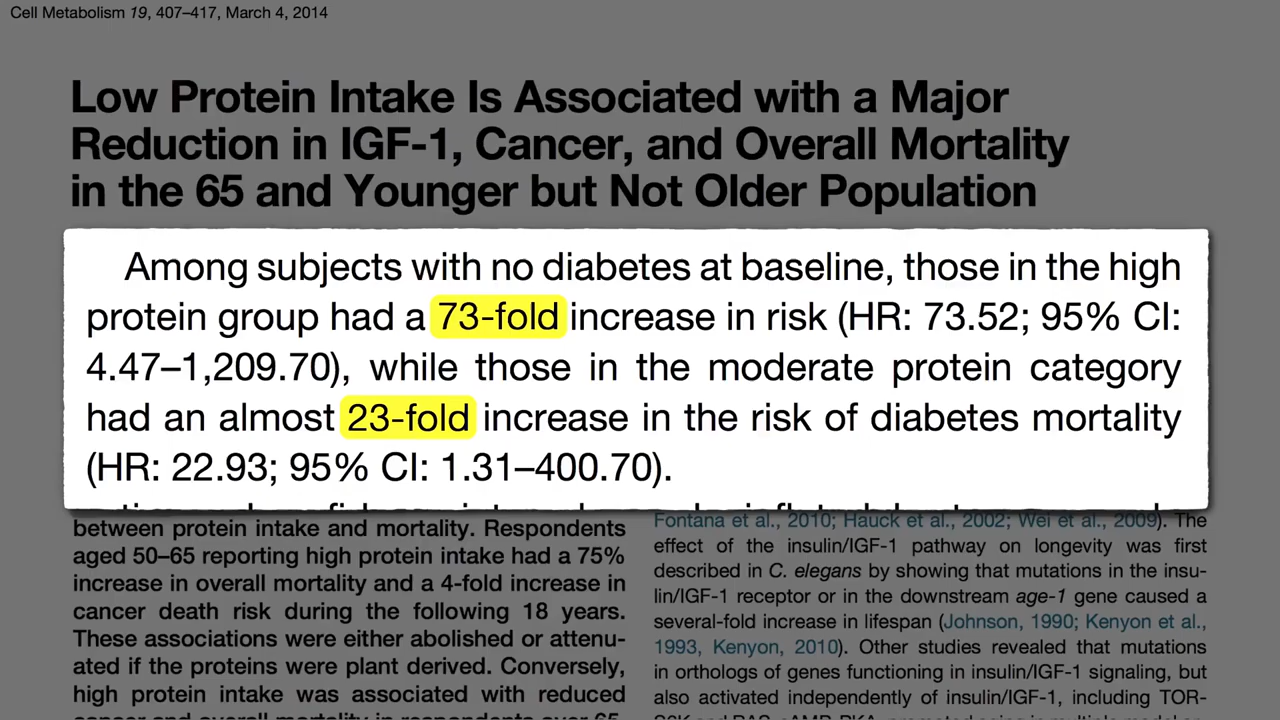 Cell Metabolism 19, 407–417, March 4, 2014
Low Protein Intake Is Associated with a Major
Reduction in IGF-1, Cancer, and Overall Mortality
in the 65 and Younger but Not Older Population
Among subjects with no diabetes at baseline, those in the high
protein group had a 73-fold increase in risk (HR: 73.52; 95% CI:
4.47–1,209.70), while those in the moderate protein category
had an almost 23-fold increase in the risk of diabetes mortality
(HR: 22.93; 95% CI: 1.31–400.70).
between protein intake and mortality. Respondents
aged 50–65 reporting high protein intake had a 75%
increase in overall mortality and a 4-fold increase in
cancer death risk during the following 18 years.
These associations were either abolished or attenu-
ated if the proteins were plant derived. Conversely,
high protein intake was associated with reduced
Fontana et al., 2010; Hauck et al., 2002; Wei et al., 2009). The
effect of the insulin/IGF-1 pathway on longevity was first
described in C. elegans by showing that mutations in the insu-
lin/IGF-1 receptor or in the downstream age-1 gene caused a
several-fold increase in lifespan (Johnson, 1990; Kenyon et al.,
1993, Kenyon, 2010). Other studies revealed that mutations
in orthologs of genes functioning in insulin/IGF-1 signaling, but
also activated independently of insulin/IGF-1, including TOR-